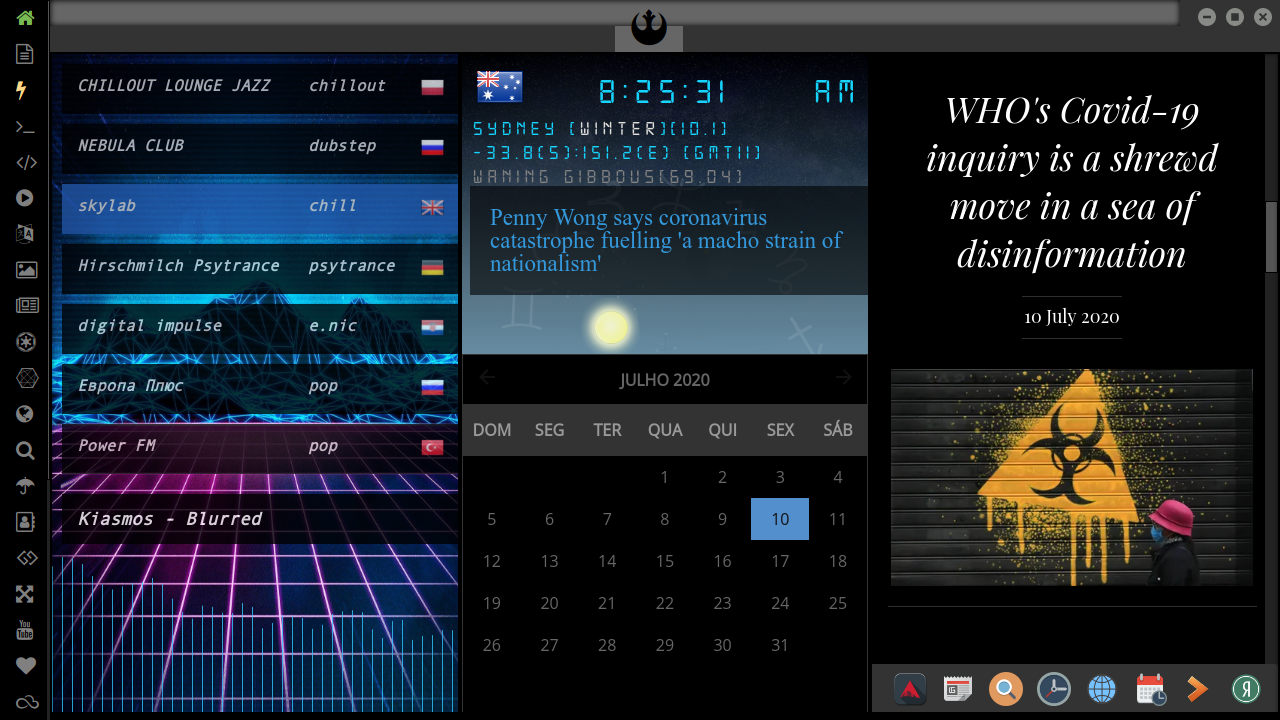 CHILLOUT LOUNGE JAZZ chillout
NEBULA CLUB dubstep
skylab chill
Hirschmilch Psytrance psytrance
digital impulse e.nic
Европа Плюс pop
Power FM pop
Kiasmos - Blurred
8:25:31 AM
SYDNEY (WINTER)(10.1)
-33.8(S):151.2(E) (GMT11)
WANING GIBBOUS(69.04)
Penny Wong says coronavirus
catastrophe fuelling 'a macho strain of
nationalism'
JULHO 2020
DOM SEG TER QUA QUI SEX SÁB
1 2 3 4
5 6 7 8 9 10 11
12 13 14 15 16 17 18
19 20 21 22 23 24 25
26 27 28 29 30 31
WHO's Covid-19
inquiry is a shrewd
move in a sea of
disinformation
10 July 2020
You
Tube
Я